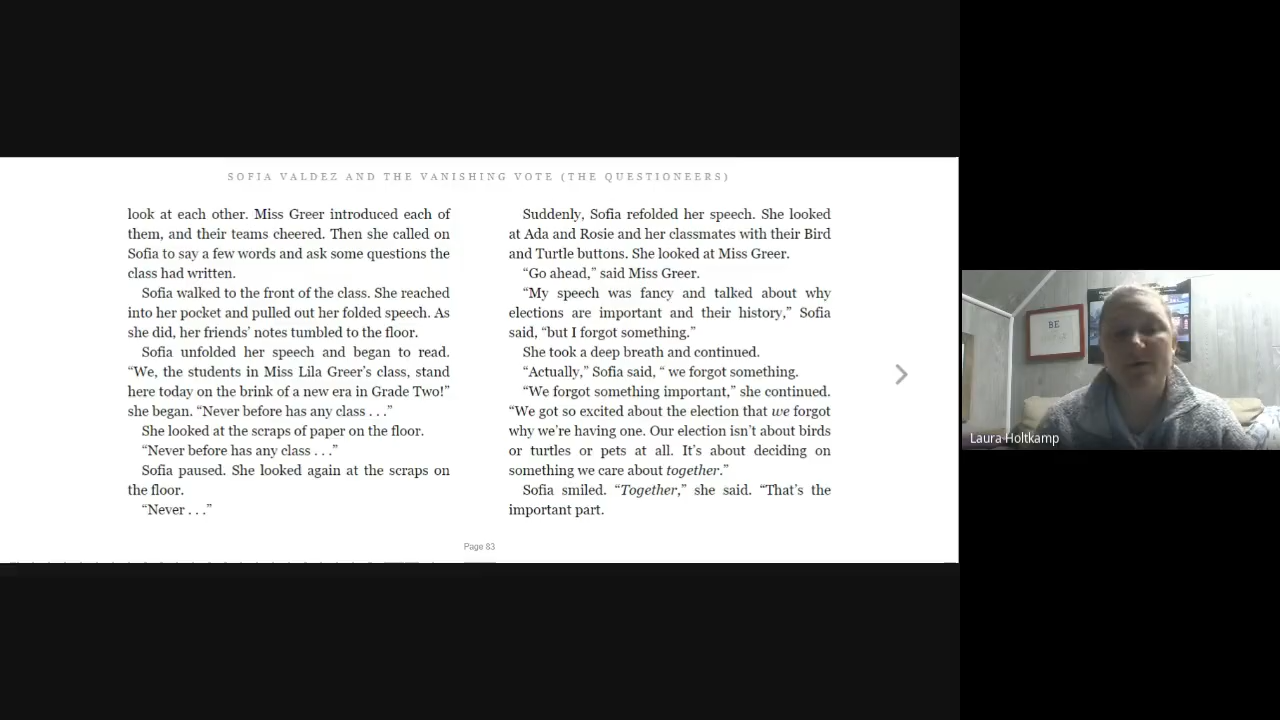 SOFIA VALDEZ AND THE VANISHING VOTE (THE QUESTIONEERS)
look at each other. Miss Greer introduced each of
them, and their teams cheered. Then she called on
Sofia to say a few words and ask some questions the
class had written.
Sofia walked to the front of the class. She reached
into her pocket and pulled out her folded speech. As
she did, her friends’ notes tumbled to the floor.
Sofia unfolded her speech and began to read.
“We, the students in Miss Lila Greer’s class, stand
here today on the brink of a new era in Grade Two!”
she began. “Never before has any class . . .”
She looked at the scraps of paper on the floor.
“Never before has any class . . .”
Sofia paused. She looked again at the scraps on
the floor.
“Never . . .”
Suddenly, Sofia refolded her speech. She looked
at Ada and Rosie and her classmates with their Bird
and Turtle buttons. She looked at Miss Greer.
“Go ahead,” said Miss Greer.
“My speech was fancy and talked about why
elections are important and their history,” Sofia
said, “but I forgot something.”
She took a deep breath and continued.
“Actually,” Sofia said, “ we forgot something.
“We forgot something important,” she continued.
“We got so excited about the election that we forgot
why we’re having one. Our election isn’t about birds
or turtles or pets at all. It’s about deciding on
something we care about together.”
Sofia smiled. “Together,” she said. “That’s the
important part.
Page 83
BE
Laura Holtkamp